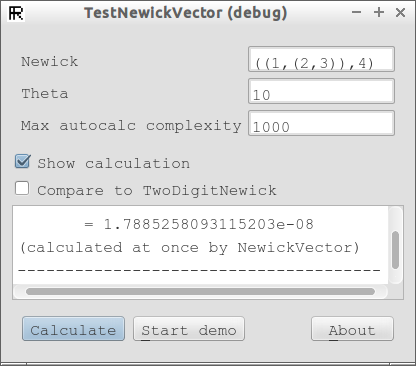 TestNewickVector (debug)
Newick ((1,(2,3)),4)
Theta 10
Max autocalc complexity 1000
Show calculation
Compare to TwoDigitNewick
= 1.7885258093115203e-08
(calculated at once by NewickVector)
---------------------------------------
Calculate Start demo About